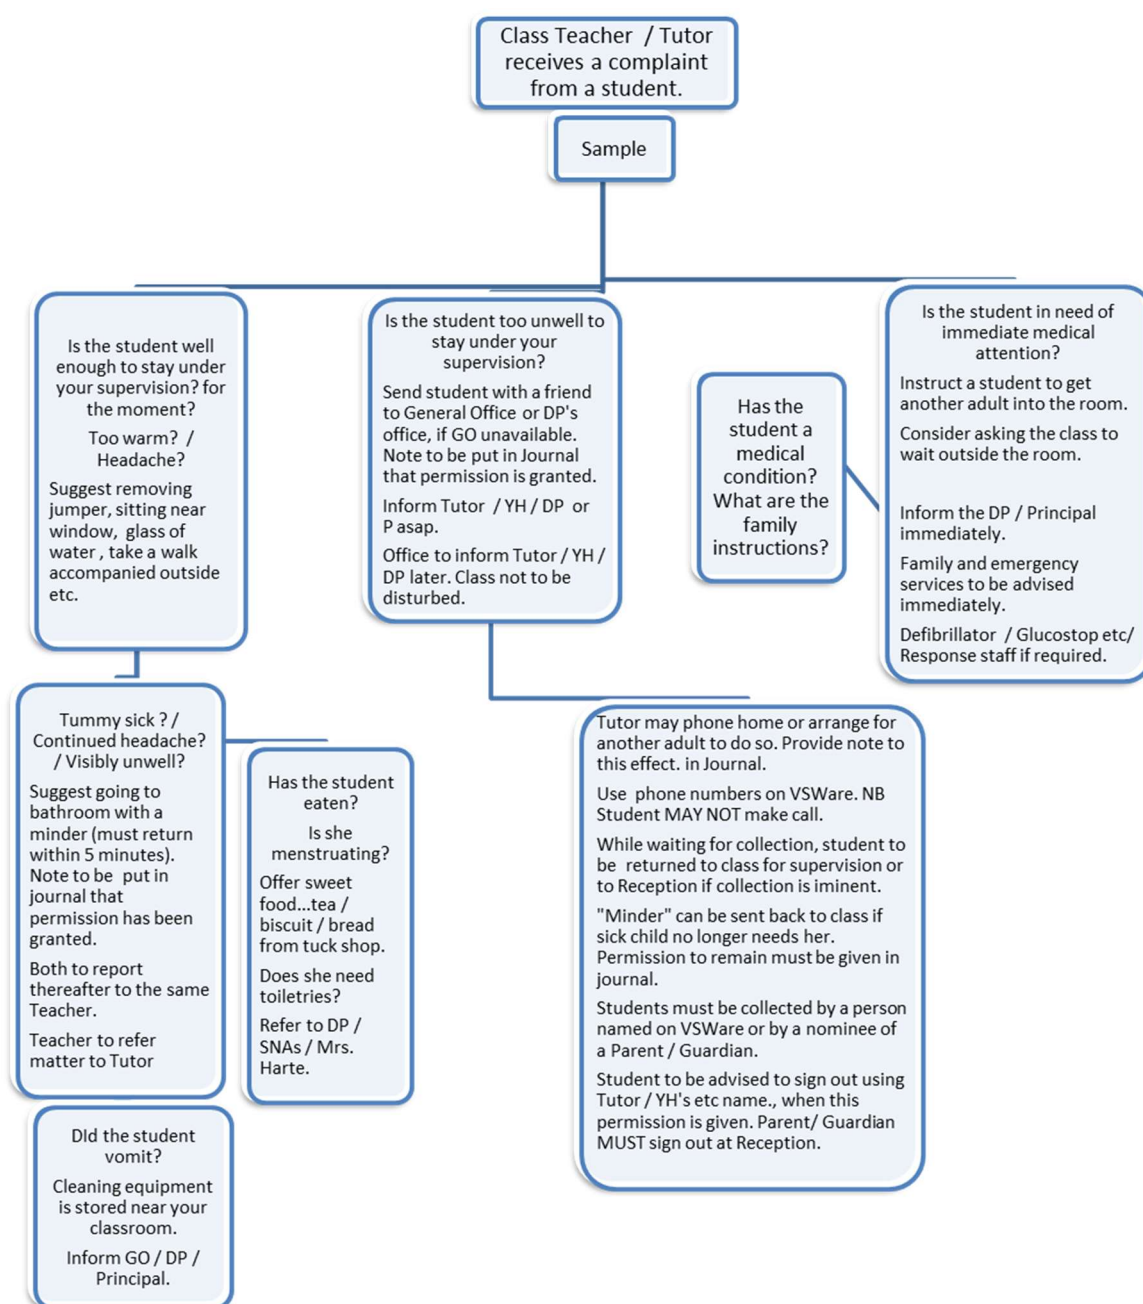 Class Teacher / Tutor
receives a complaint
from a student.
Sample
Is the student well
enough to stay under
your supervision? for
the moment?
Too warm? /
Headache?
Suggest removing
jumper, sitting near
window, glass of
water , take a walk
accompanied outside
etc.
Tummy sick ? /
Continued headache?
/ Visibly unwell?
Suggest going to
bathroom with a
minder (must return
within 5 minutes).
Note to be put in
journal that
permission has been
granted.
Both to report
thereafter to the same
Teacher.
Teacher to refer
matter to Tutor
DId the student
vomit?
Cleaning equipment
is stored near your
classroom.
Inform GO / DP /
Principal.
Has the student
eaten?
Is she
menstruating?
Offer sweet
food...tea /
biscuit / bread
from tuck shop.
Does she need
toiletries?
Refer to DP /
SNAs / Mrs.
Harte.
Is the student too unwell to
stay under your
supervision?
Send student with a friend
to General Office or DP's
office, if GO unavailable.
Note to be put in Journal
that permission is granted.
Inform Tutor / YH / DP or
P asap.
Office to inform Tutor / YH /
DP later. Class not to be
disturbed.
Tutor may phone home or arrange for
another adult to do so. Provide note to
this effect. in Journal.
Use phone numbers on VSWare. NB
Student MAY NOT make call.
While waiting for collection, student to
be returned to class for supervision or
to Reception if collection is iminent.
"Minder" can be sent back to class if
sick child no longer needs her.
Permission to remain must be given in
journal.
Students must be collected by a person
named on VSWare or by a nominee of
a Parent / Guardian.
Student to be advised to sign out using
Tutor / YH's etc name., when this
permission is given. Parent/ Guardian
MUST sign out at Reception.
Has the
student a
medical
condition?
What are the
family
instructions?
Is the student in need of
immediate medical
attention?
Instruct a student to get
another adult into the room.
Consider asking the class to
wait outside the room.
Inform the DP / Principal
immediately.
Family and emergency
services to be advised
immediately.
Defibrillator / Glucostop etc/
Response staff if required.